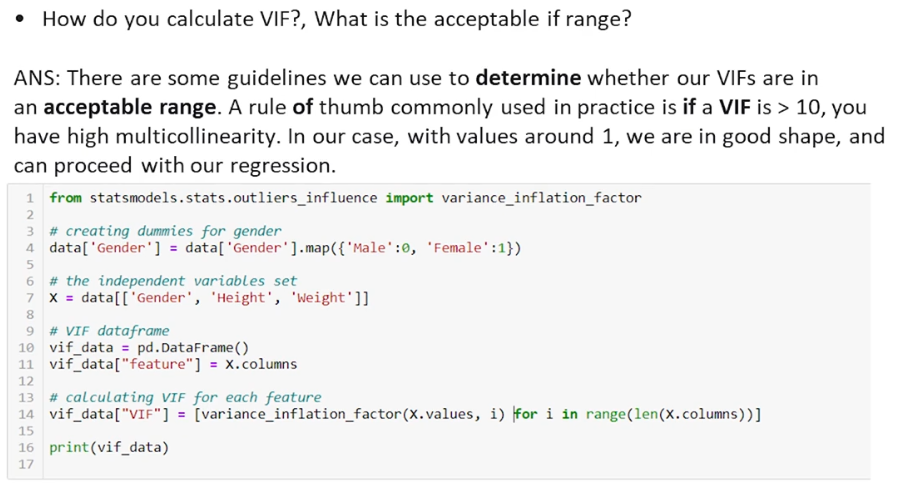 • How do you calculate VIF?, What is the acceptable if range?
ANS: There are some guidelines we can use to determine whether our VIFs are in
an acceptable range. A rule of thumb commonly used in practice is if a VIF is > 10, you
have high multicollinearity. In our case, with values around 1, we are in good shape, and
can proceed with our regression.
1 from statsmodels.stats.outliers_influence import variance_inflation_factor
2
3 # creating dummies for gender
4 data['Gender'] = data['Gender'].map({'Male':0, 'Female':1})
5
6 # the independent variables set
7 X = data[['Gender', 'Height', 'Weight']]
8
9 # VIF dataframe
10 vif_data = pd.DataFrame()
11 vif_data["feature"] = X.columns
12
13 # calculating VIF for each feature
14 vif_data["VIF"] = [variance_inflation_factor(X.values, i) for i in range(len(X.columns))]
15
16 print(vif_data)
17